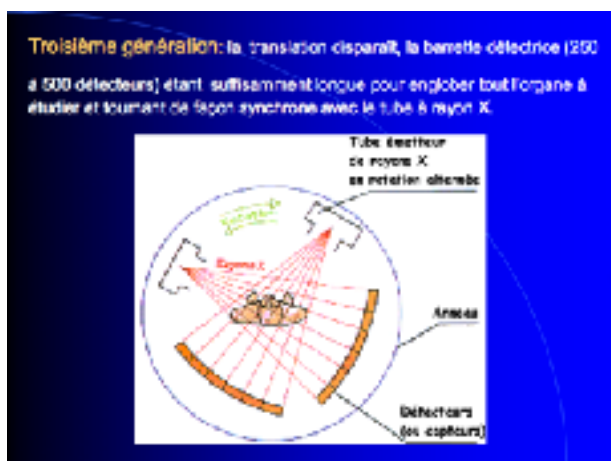 Troisième génération: la translation disparaît, la barrette détectrice (250
à 500 détecteurs) étant suffisamment longue pour englober tout l'organe à
étudier et tournant de façon synchrone avec le tube à rayon X.
Tube émetteur
de rayons X
en rotation alternée
Rayons X
Anneau
Détecteurs
(ou capteurs)